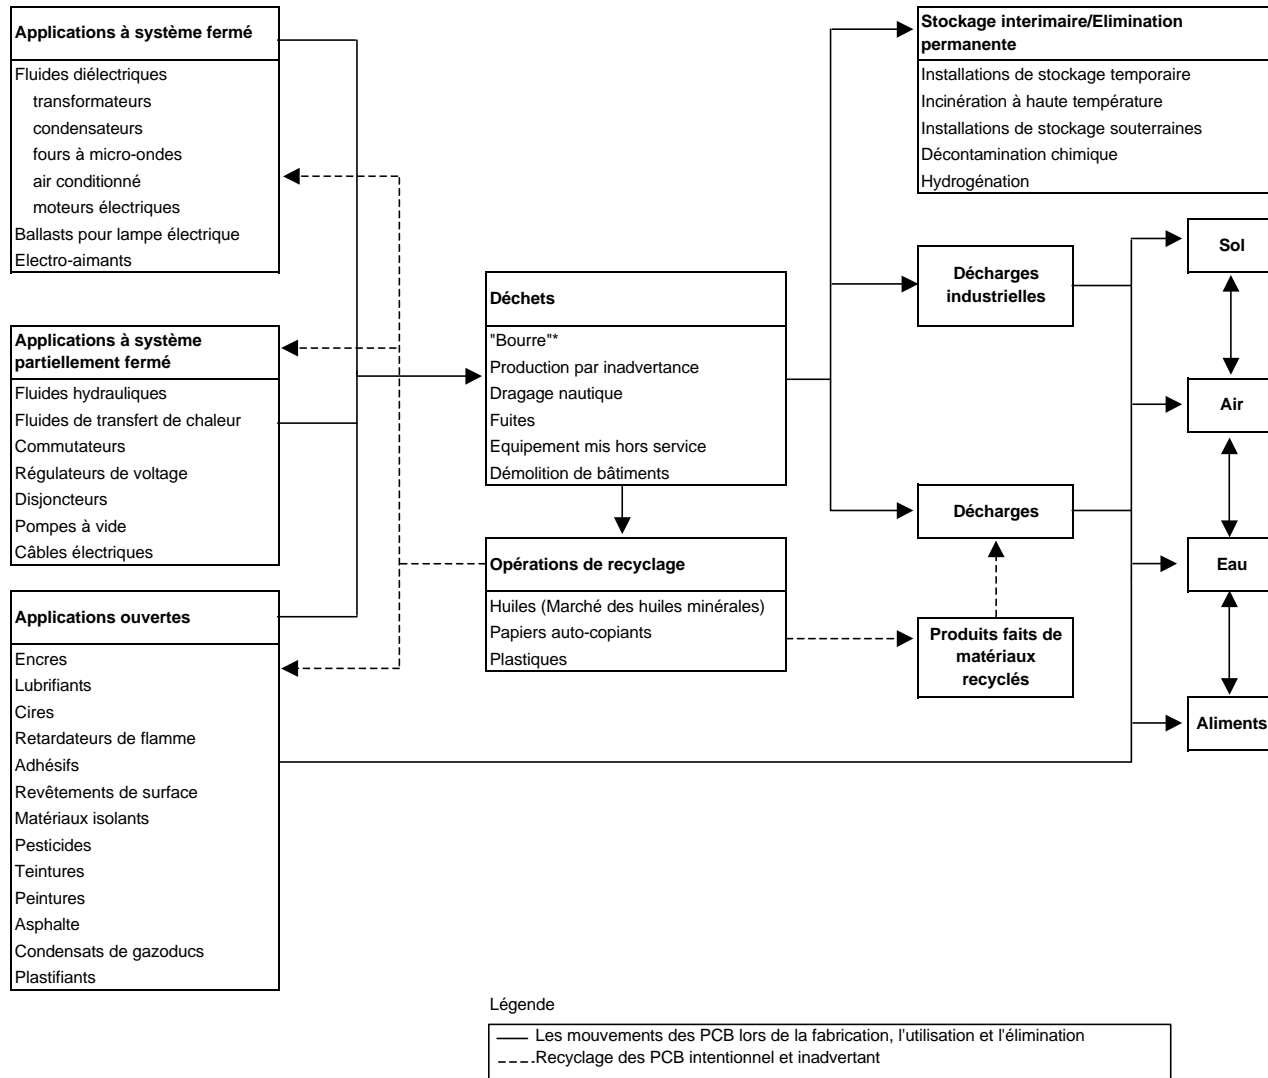 Applications à système fermé
Fluides diélectriques
transformateurs
condensateurs
fours à micro-ondes
air conditionné
moteurs électriques
Ballasts pour lampe électrique
Electro-aimants
Applications à système
partiellement fermé
Fluides hydrauliques
Fluides de transfert de chaleur
Commutateurs
Régulateurs de voltage
Disjoncteurs
Pompes à vide
Câbles électriques
Applications ouvertes
Encres
Lubrifiants
Cires
Retardateurs de flamme
Adhésifs
Revêtements de surface
Matériaux isolants
Pesticides
Teintures
Peintures
Asphalte
Condensats de gazoducs
Plastifiants
Déchets
"Bourre"*
Production par inadvertance
Dragage nautique
Fuites
Equipement mis hors service
Démolition de bâtiments
Opérations de recyclage
Huiles (Marché des huiles minérales)
Papiers auto-copiants
Plastiques
Stockage interimaire/Elimination
permanente
Installations de stockage temporaire
Incinération à haute température
Installations de stockage souterraines
Décontamination chimique
Hydrogénation
Décharges
industrielles
Décharges
Produits faits de
matériaux
recyclés
Sol
Air
Eau
Aliments
Légende
Les mouvements des PCB lors de la fabrication, l'utilisation et l'élimination
Recyclage des PCB intentionnel et inadvertant